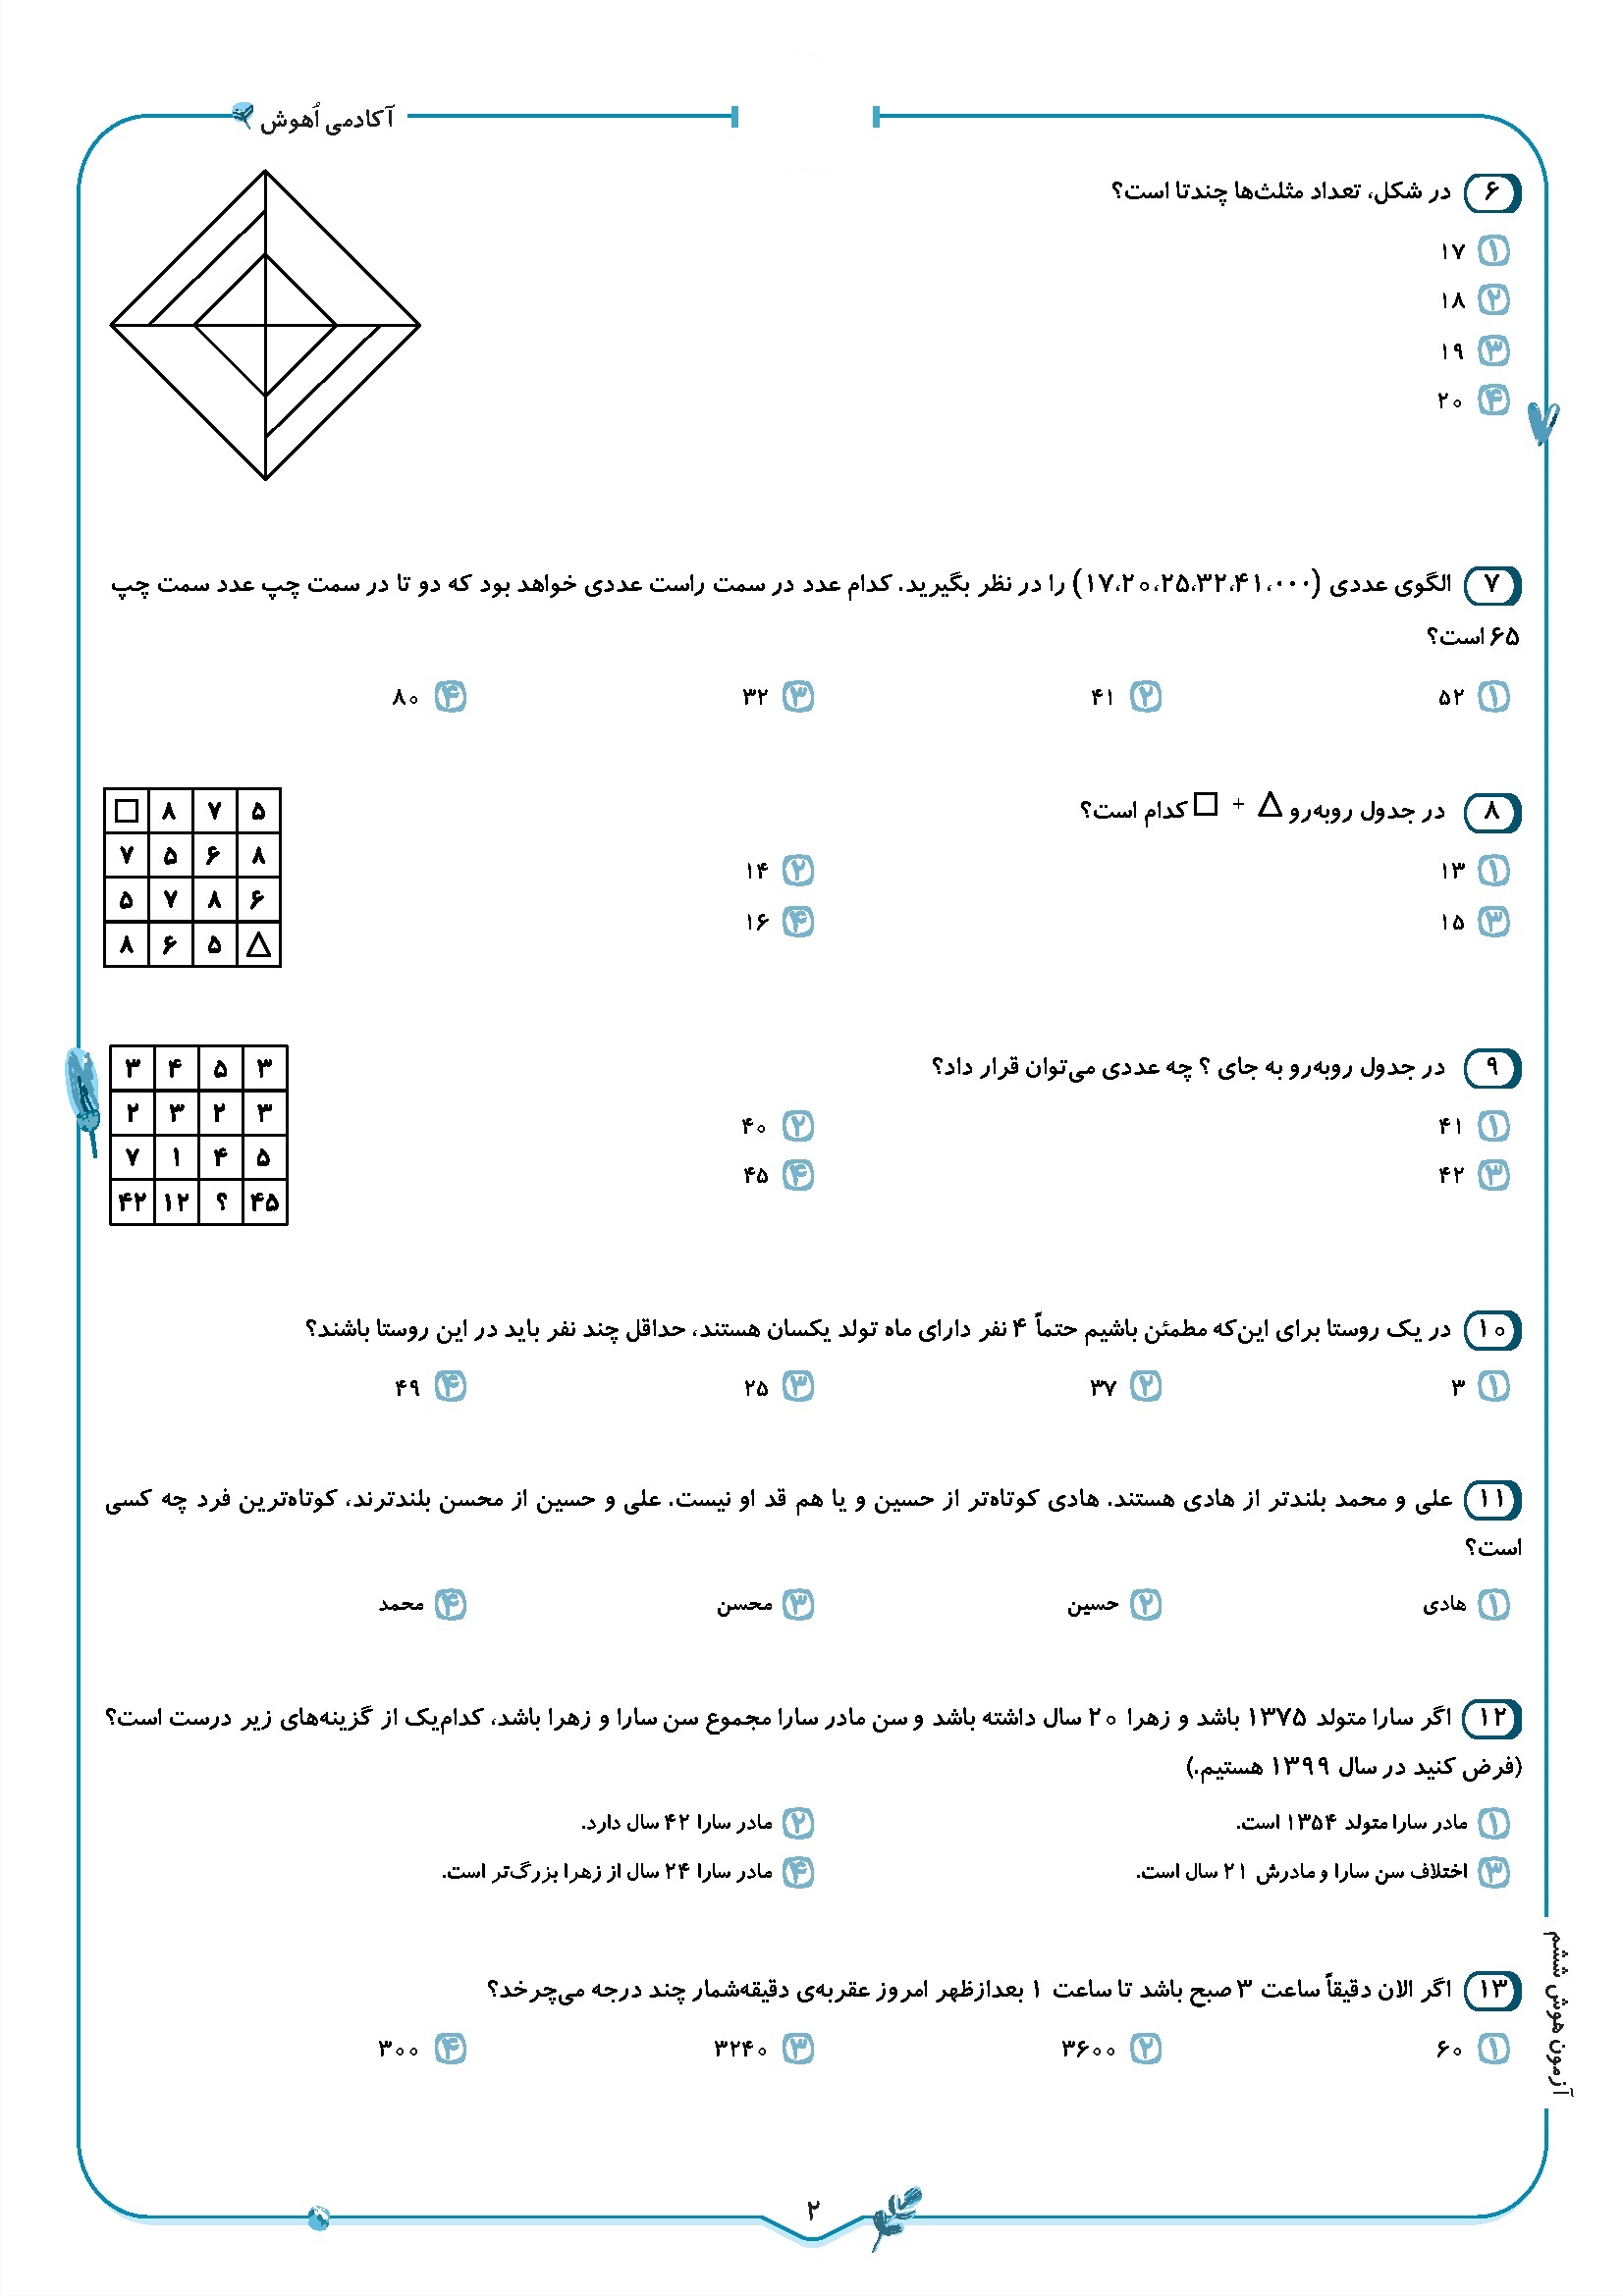 آکادمی اُهوش
۶ در شکل، تعداد مثلث‌ها چندتا است؟
۱ ۱۷
۲ ۱۸
۳ ۱۹
۴ ۲۰
۷ الگوی عددی (۱۷،۲۰،۲۵،۳۲،۴۱،۰۰۰) را در نظر بگیرید. کدام عدد در سمت راست عددی خواهد بود که دو تا در سمت چپ عدد سمت چپ
۶۵ است؟
۱ ۵۲ ۲ ۴۱ ۳ ۳۲ ۴ ۸۰
۸ در جدول روبه‌رو △ + □ کدام است؟
۱ ۱۳ ۲ ۱۴
۳ ۱۵ ۴ ۱۶
□ ۸ ۷ ۵
۷ ۵ ۶ ۸
۵ ۷ ۸ ۶
۸ ۶ ۵ △
۹ در جدول روبه‌رو به جای ؟ چه عددی می‌توان قرار داد؟
۱ ۴۱ ۲ ۴۰
۳ ۴۲ ۴ ۴۵
۳ ۴ ۵ ۳
۲ ۳ ۲ ۳
۷ ۱ ۴ ۵
۴۲ ۱۲ ؟ ۴۵
۱۰ در یک روستا برای این‌که مطمئن باشیم حتماً ۴ نفر دارای ماه تولد یکسان هستند، حداقل چند نفر باید در این روستا باشند؟
۱ ۳ ۲ ۳۷ ۳ ۲۵ ۴ ۴۹
۱۱ علی و محمد بلندتر از هادی هستند. هادی کوتاه‌تر از حسین و یا هم قد او نیست. علی و حسین از محسن بلندترند، کوتاه‌ترین فرد چه کسی
است؟
۱ هادی ۲ حسین ۳ محسن ۴ محمد
۱۲ اگر سارا متولد ۱۳۷۵ باشد و زهرا ۲۰ سال داشته باشد و سن مادر سارا مجموع سن سارا و زهرا باشد، کدام‌یک از گزینه‌های زیر درست است؟
(فرض کنید در سال ۱۳۹۹ هستیم.)
۱ مادر سارا متولد ۱۳۵۴ است. ۲ مادر سارا ۴۲ سال دارد.
۳ اختلاف سن سارا و مادرش ۲۱ سال است. ۴ مادر سارا ۲۴ سال از زهرا بزرگ‌تر است.
۱۳ اگر الان دقیقاً ساعت ۳ صبح باشد تا ساعت ۱ بعدازظهر امروز عقربه‌ی دقیقه‌شمار چند درجه می‌چرخد؟
۱ ۶۰ ۲ ۳۶۰۰ ۳ ۳۲۴۰ ۴ ۳۰۰
آزمون هوش ششم
۲